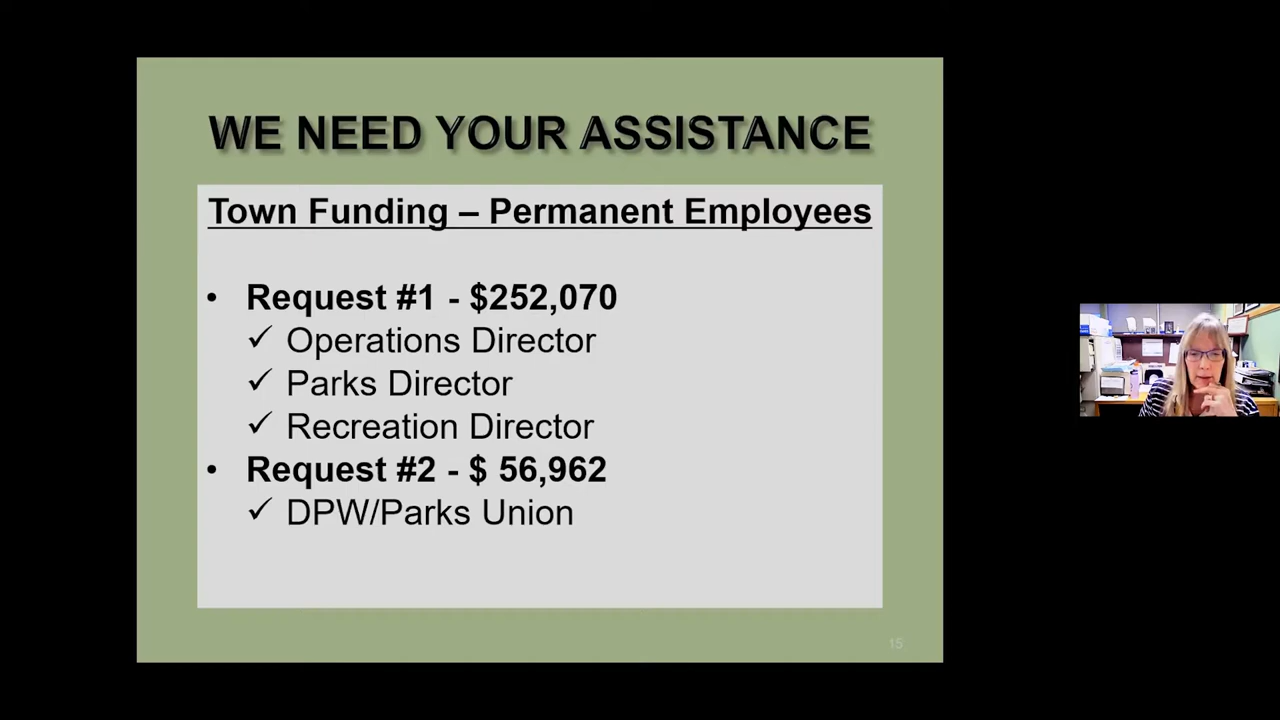 WE NEED YOUR ASSISTANCE
Town Funding – Permanent Employees
• Request #1 - $252,070
✓ Operations Director
✓ Parks Director
✓ Recreation Director
• Request #2 - $ 56,962
✓ DPW/Parks Union
15